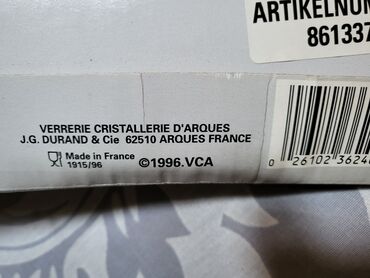 ARTIKELNUM
861337
VERRERIE CRISTALLERIE D'ARQUES
J.G. DURAND & Cie 62510 ARQUES FRANCE
Made in France
1915/96
©1996.VCA
0 26102 3624